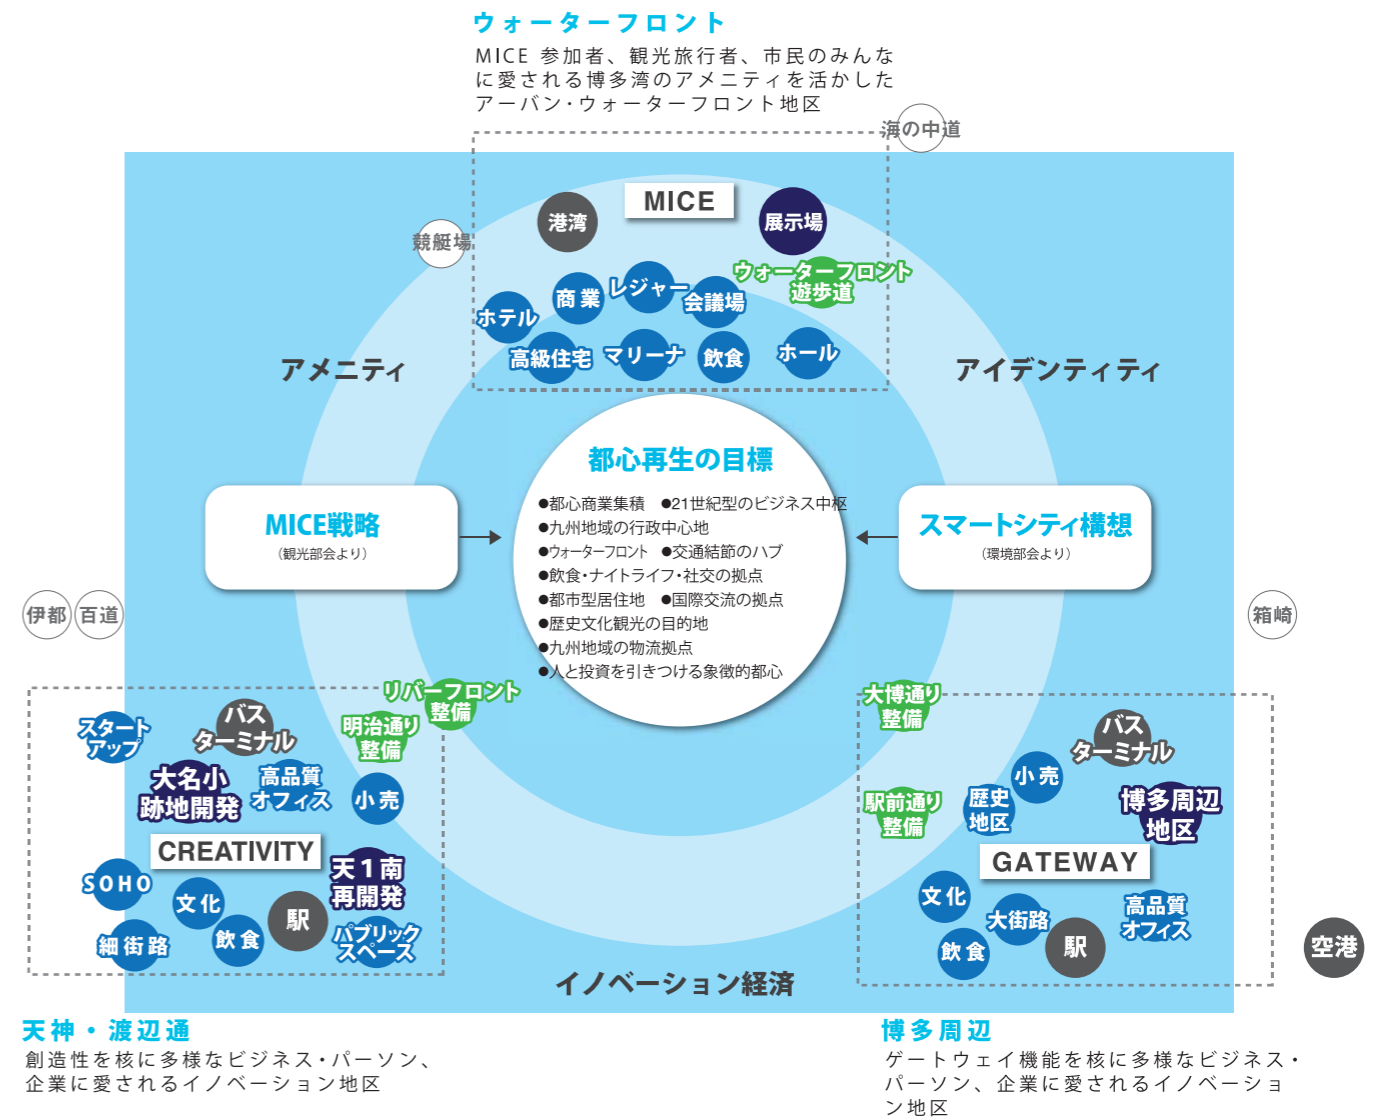 ウォーターフロント
MICE 参加者、観光旅行者、市民のみんな
に愛される博多湾のアメニティを活かした
アーバン・ウォーターフロント地区
海の中道
競艇場
港湾
MICE
展示場
ウォーターフロント
遊歩道
ホテル
商業
レジャー
会議場
高級住宅
マリーナ
飲食
ホール
アメニティ
アイデンティティ
都心再生の目標
●都心商業集積 ●21世紀型のビジネス中枢
●九州地域の行政中心地
●ウォーターフロント ●交通結節のハブ
●飲食・ナイトライフ・社交の拠点
●都市型居住地 ●国際交流の拠点
●歴史文化観光の目的地
●九州地域の物流拠点
●人と投資を引きつける象徴的都心
MICE戦略
（観光部会より）
スマートシティ構想
（環境部会より）
伊都
百道
箱崎
リバーフロント
整備
明治通り
整備
スタート
アップ
バス
ターミナル
大名小
跡地開発
高品質
オフィス
小売
CREATIVITY
天1南
再開発
SOHO
文化
駅
細街路
飲食
パブリック
スペース
大博通り
整備
バス
ターミナル
小売
駅前通り
整備
歴史
地区
博多周辺
地区
GATEWAY
文化
大街路
高品質
オフィス
飲食
駅
空港
イノベーション経済
天神・渡辺通
創造性を核に多様なビジネス・パーソン、
企業に愛されるイノベーション地区
博多周辺
ゲートウェイ機能を核に多様なビジネス・
パーソン、企業に愛されるイノベーショ
ン地区